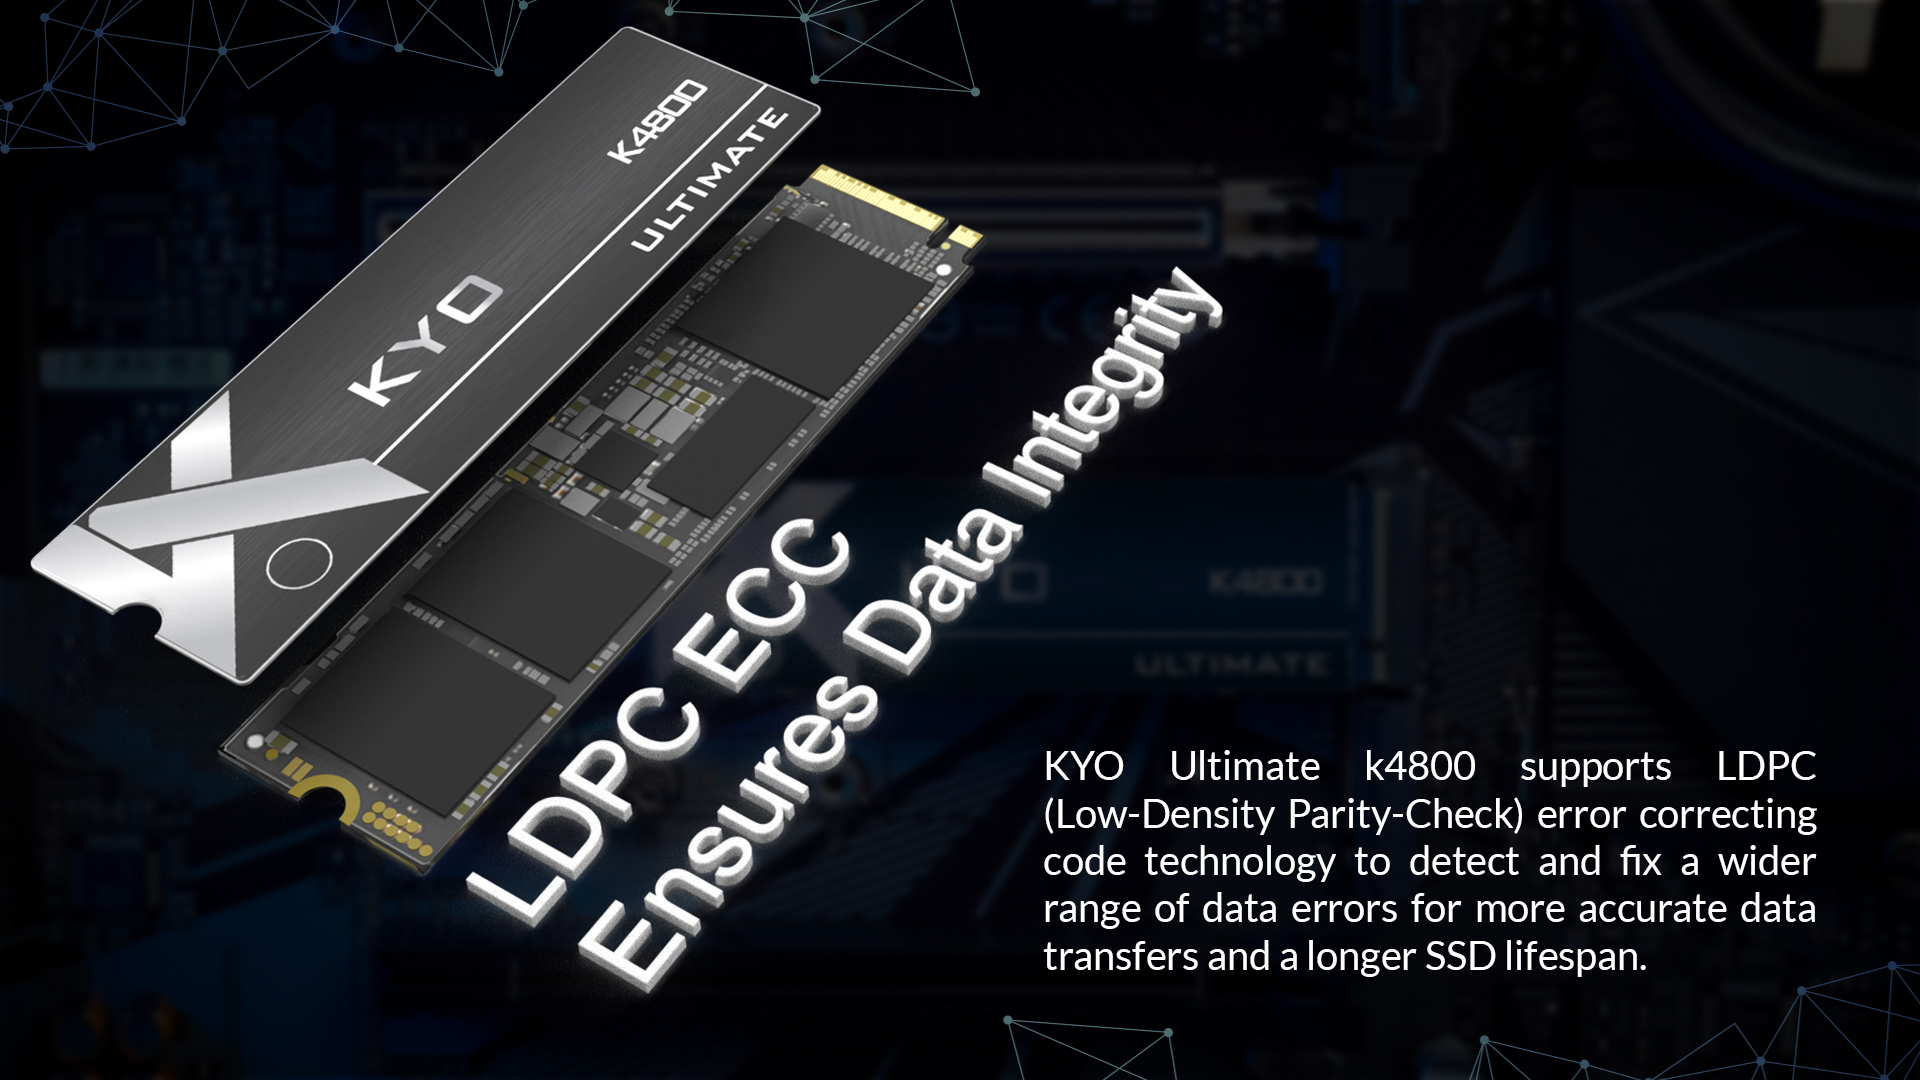 K4800
ULTIMATE
KYO
LDPC ECC
Ensures Data Integrity
K4800
ULTIMATE
KYO Ultimate k4800 supports LDPC
(Low-Density Parity-Check) error correcting
code technology to detect and fix a wider
range of data errors for more accurate data
transfers and a longer SSD lifespan.